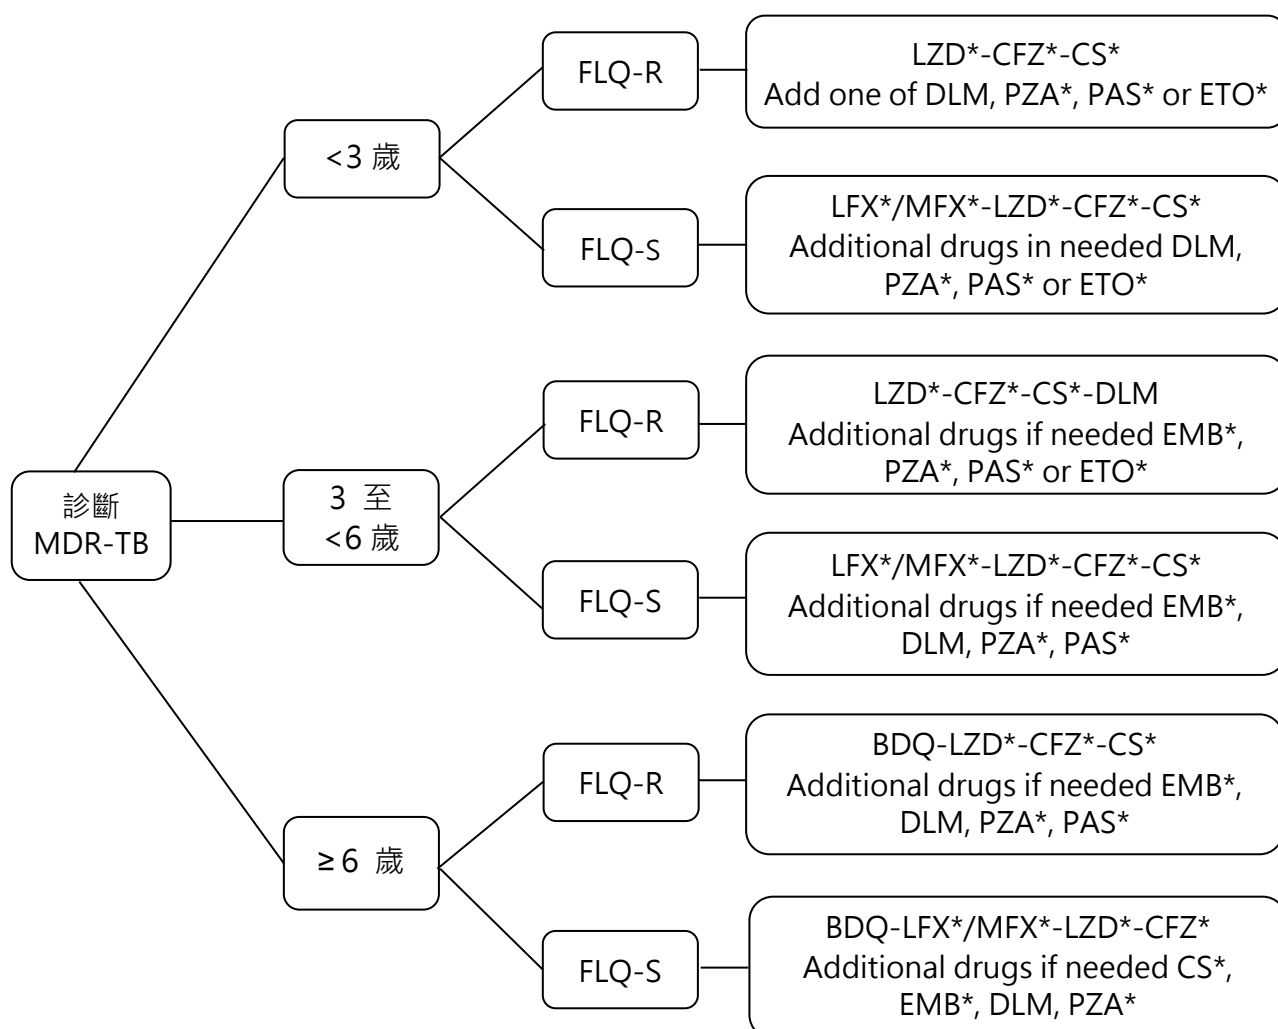 診斷
MDR-TB
<3 歲
FLQ-R
LZD*-CFZ*-CS*
Add one of DLM, PZA*, PAS* or ETO*
FLQ-S
LFX*/MFX*-LZD*-CFZ*-CS*
Additional drugs in needed DLM,
PZA*, PAS* or ETO*
3 至
<6 歲
FLQ-R
LZD*-CFZ*-CS*-DLM
Additional drugs if needed EMB*,
PZA*, PAS* or ETO*
FLQ-S
LFX*/MFX*-LZD*-CFZ*-CS*
Additional drugs if needed EMB*,
DLM, PZA*, PAS*
≥6 歲
FLQ-R
BDQ-LZD*-CFZ*-CS*
Additional drugs if needed EMB*,
DLM, PZA*, PAS*
FLQ-S
BDQ-LFX*/MFX*-LZD*-CFZ*
Additional drugs if needed CS*,
EMB*, DLM, PZA*